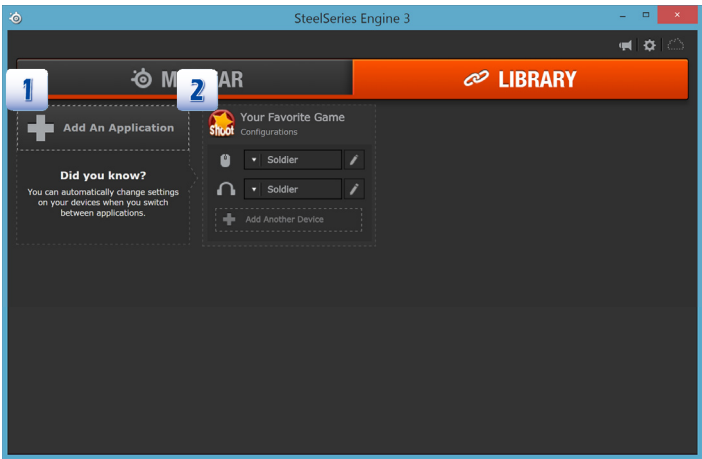 SteelSeries Engine 3
1
2
M AR
LIBRARY
Add An Application
Did you know?
You can automatically change settings
on your devices when you switch
between applications.
Shoot
Your Favorite Game
Configurations
Soldier
Soldier
Add Another Device